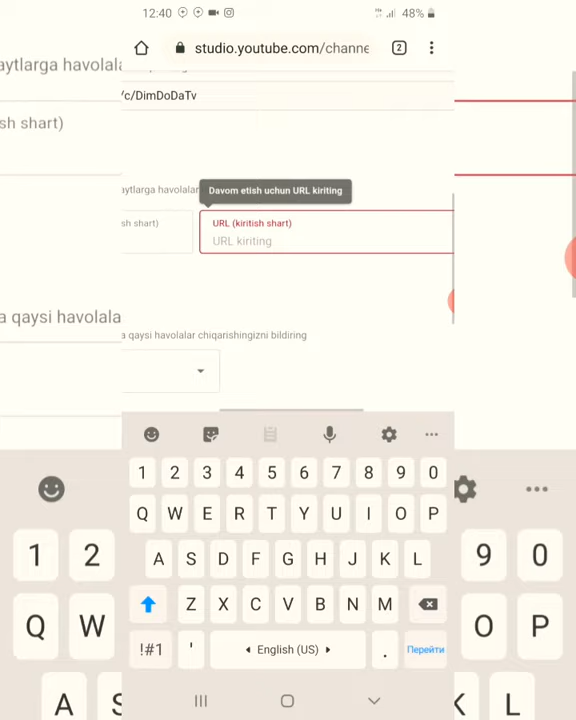 12:40
48%
studio.youtube.com/channe
2
/c/DimDoDaTv
aytlarga havolala
sh shart)
aytlarga havolalar
Davom etish uchun URL kiriting
sh shart)
URL (kiritish shart)
URL kiriting
a qaysi havolala
a qaysi havolalar chiqarishingizni bildiring
1 2 3 4 5 6 7 8 9 0
Q W E R T Y U I O P
A S D F G H J K L
Z X C V B N M
!#1 ' English (US) . Перейти
1 2
9 0
Q W
O P
A S
K L